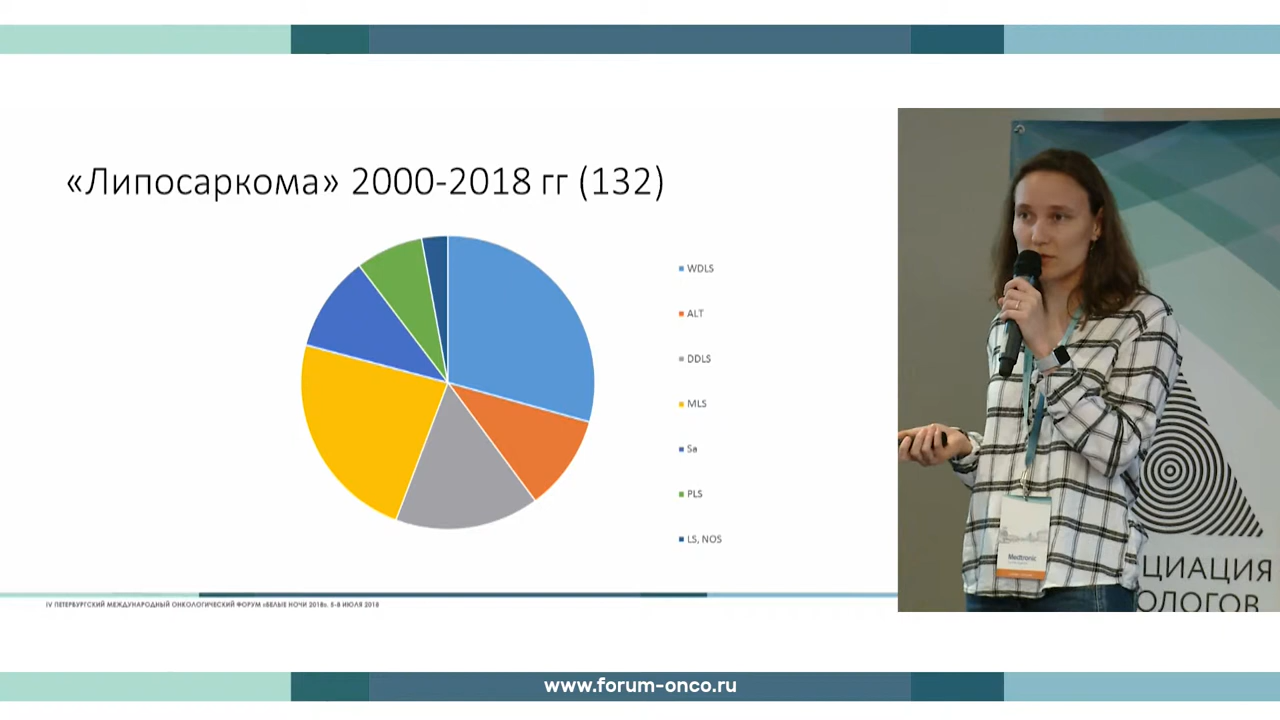 «Липосаркома» 2000-2018 гг (132)
WDLS
ALT
DDLS
MLS
Sa
PLS
LS, NOS
IV ПЕТЕРБУРГСКИЙ МЕЖДУНАРОДНЫЙ ОНКОЛОГИЧЕСКИЙ ФОРУМ «БЕЛЫЕ НОЧИ 2018». 5-8 ИЮЛЯ 2018
Medtronic
ЦИАЦИЯ
ОЛОГОВ
www.forum-onco.ru